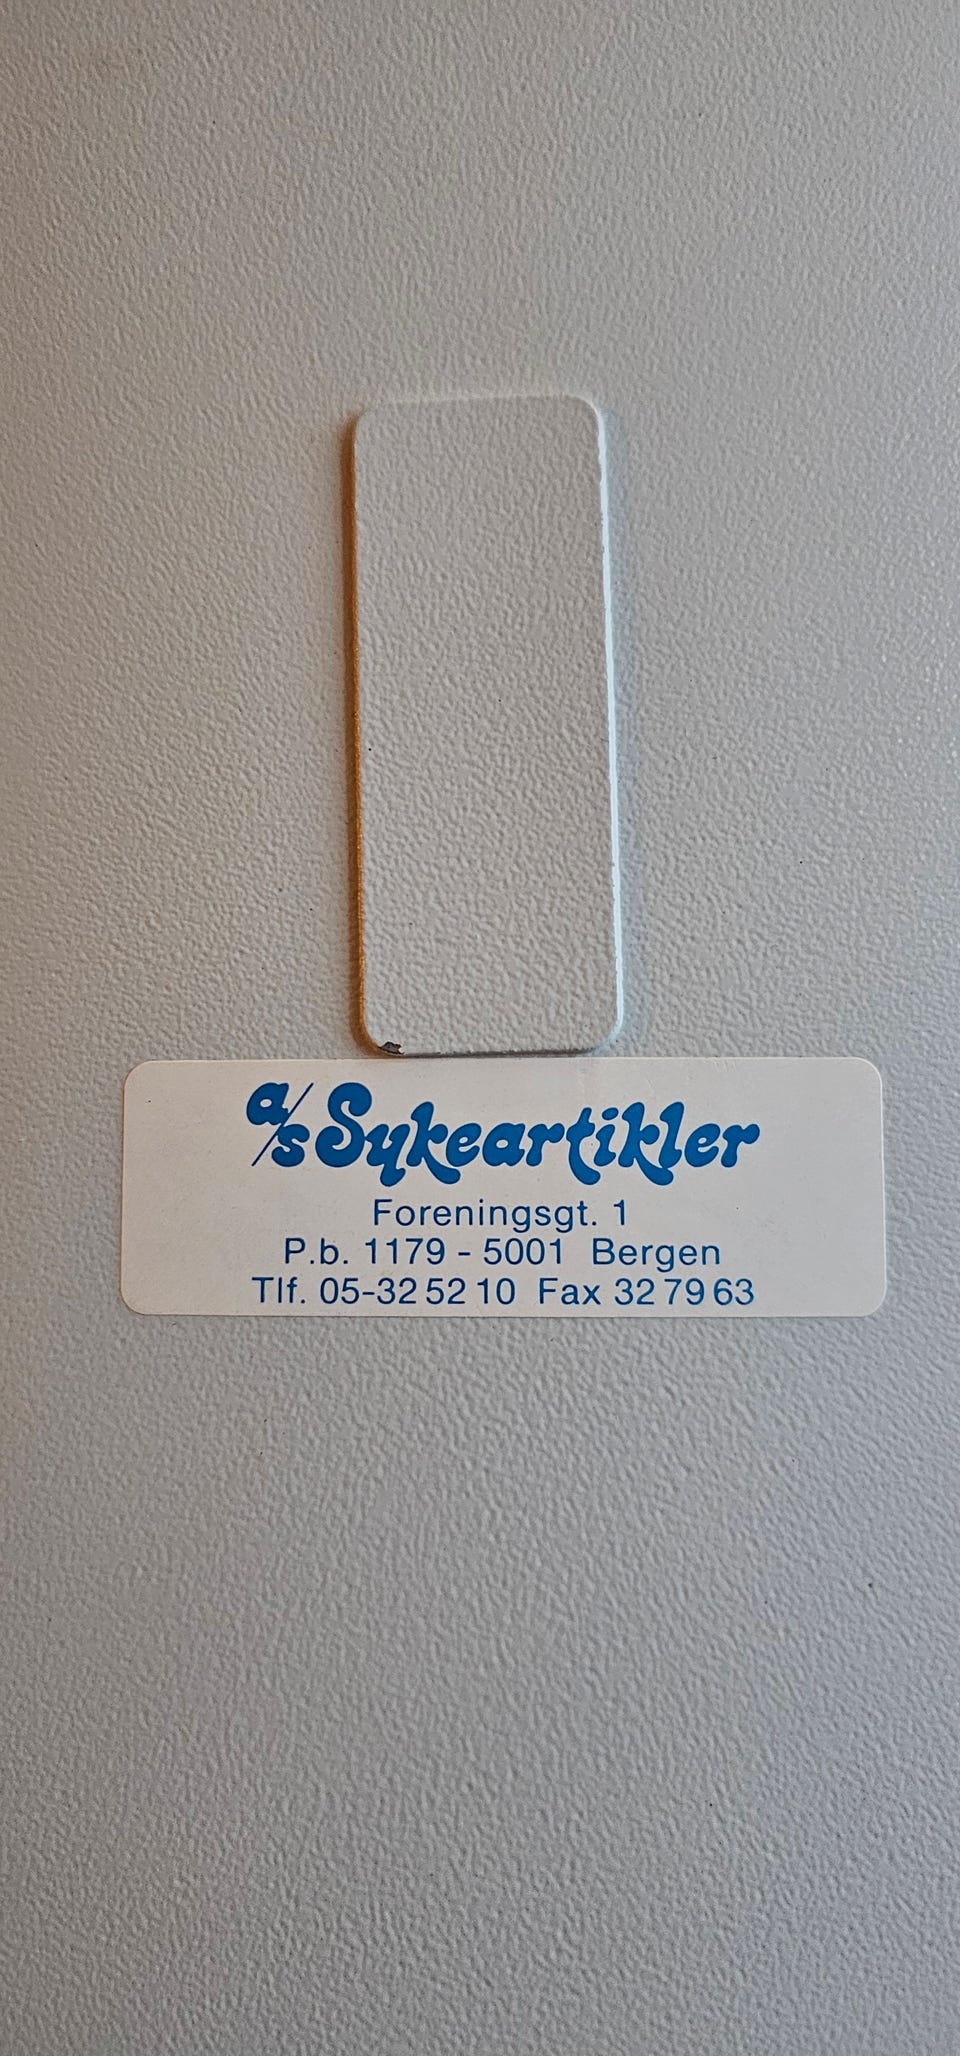 a/s Sykeartikler
Foreningsgt. 1
P.b. 1179 - 5001 Bergen
Tlf. 05-32 52 10 Fax 32 79 63